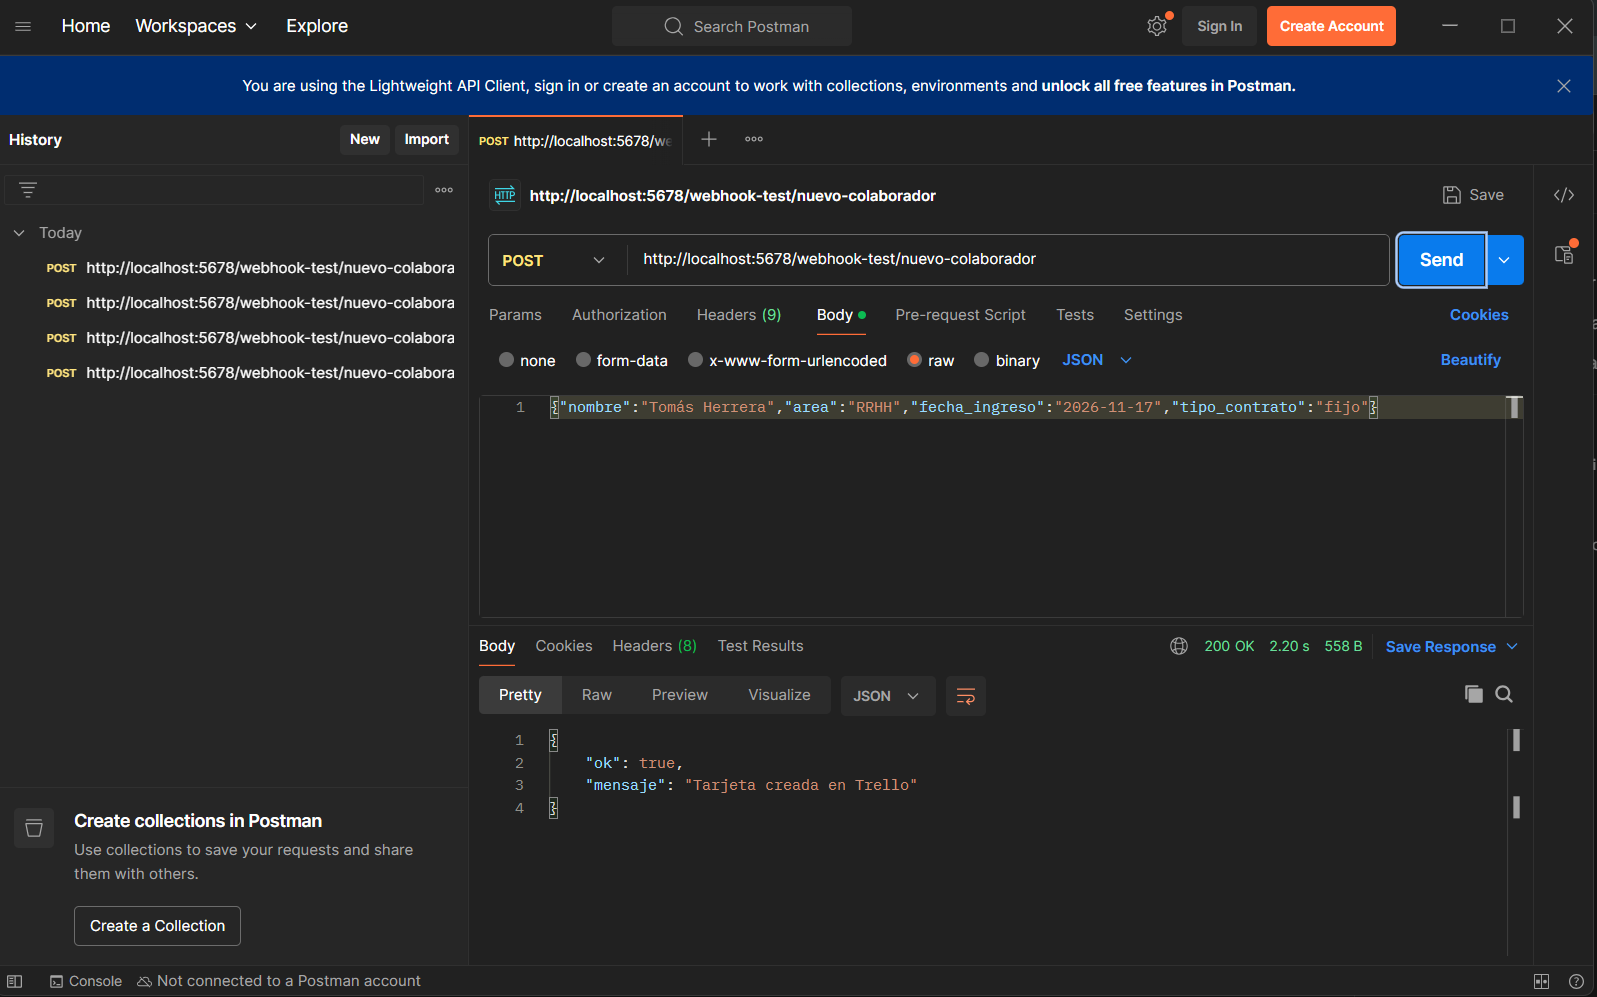 Home Workspaces Explore Search Postman Sign In Create Account
You are using the Lightweight API Client, sign in or create an account to work with collections, environments and unlock all free features in Postman.
History New Import
POST http://localhost:5678/we
HTTP http://localhost:5678/webhook-test/nuevo-colaborador Save
Today
POST http://localhost:5678/webhook-test/nuevo-colabora
POST http://localhost:5678/webhook-test/nuevo-colabora
POST http://localhost:5678/webhook-test/nuevo-colabora
POST http://localhost:5678/webhook-test/nuevo-colabora
POST http://localhost:5678/webhook-test/nuevo-colaborador Send
Params Authorization Headers (9) Body Pre-request Script Tests Settings Cookies
none form-data x-www-form-urlencoded raw binary JSON Beautify
1 {"nombre":"Tomás Herrera","area":"RRHH","fecha_ingreso":"2026-11-17","tipo_contrato":"fijo"}
Body Cookies Headers (8) Test Results 200 OK 2.20 s 558 B Save Response
Pretty Raw Preview Visualize JSON
1 {
2 "ok": true,
3 "mensaje": "Tarjeta creada en Trello"
4 }
Create collections in Postman
Use collections to save your requests and share
them with others.
Create a Collection
Console Not connected to a Postman account